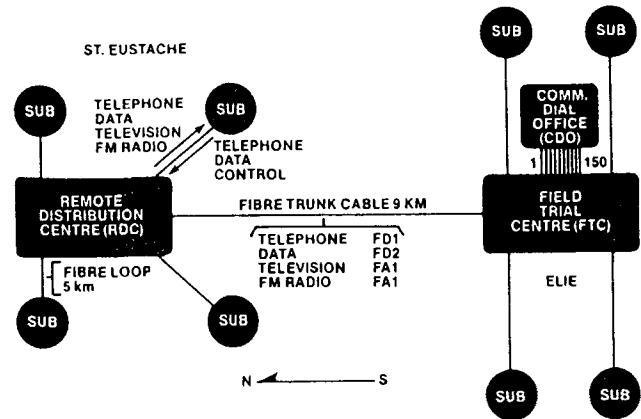 ST. EUSTACHE
SUB
SUB
SUB
SUB
TELEPHONE
DATA
TELEVISION
FM RADIO
TELEPHONE
DATA
CONTROL
COMM.
DIAL
OFFICE
(CDO)
1
150
REMOTE
DISTRIBUTION
CENTRE (RDC)
FIBRE TRUNK CABLE 9 KM
FIELD
TRIAL
CENTRE (FTC)
TELEPHONE FD1
DATA FD2
TELEVISION FA1
FM RADIO FA1
FIBRE LOOP
5 km
ELIE
SUB
SUB
N S
SUB
SUB